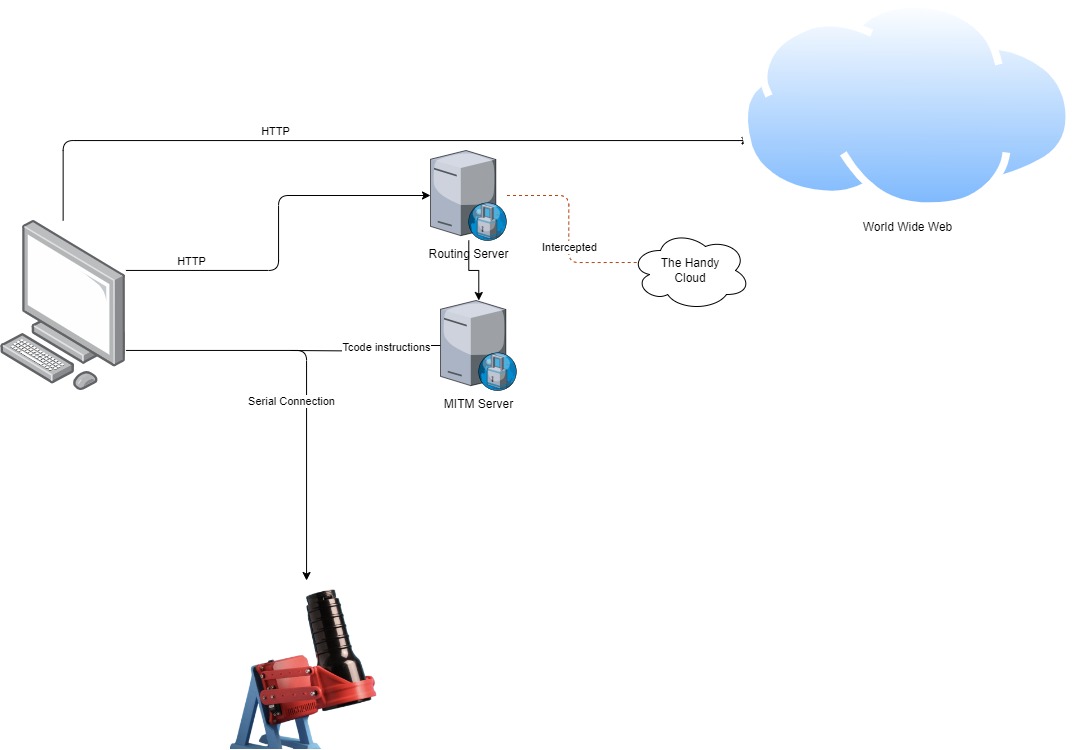 HTTP
World Wide Web
HTTP
Routing Server
Intercepted
The Handy
Cloud
Tcode instructions
MITM Server
Serial Connection